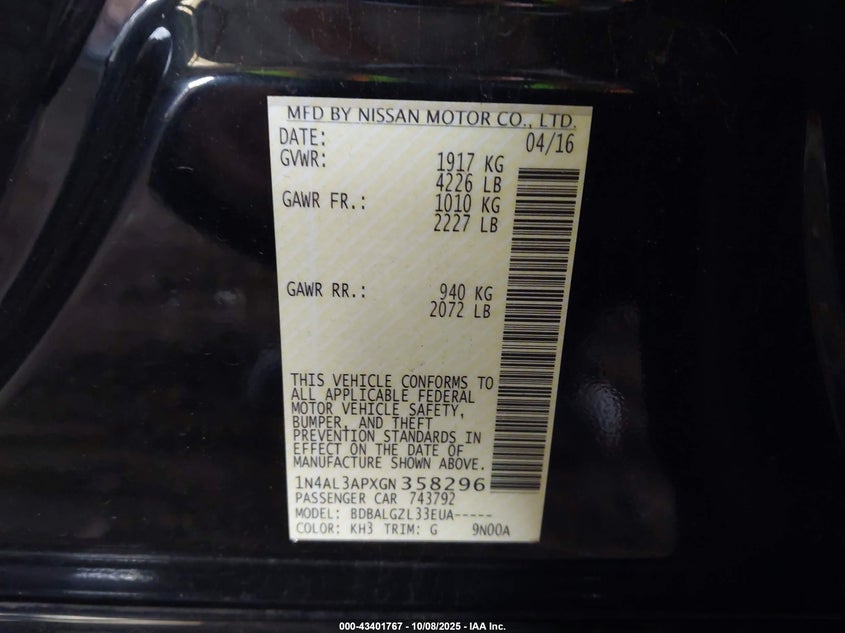 MFD BY NISSAN MOTOR CO., LTD.
DATE: 04/16
GVWR: 1917 KG
4226 LB
GAWR FR.: 1010 KG
2227 LB
GAWR RR.: 940 KG
2072 LB
THIS VEHICLE CONFORMS TO
ALL APPLICABLE FEDERAL
MOTOR VEHICLE SAFETY,
BUMPER, AND THEFT
PREVENTION STANDARDS IN
EFFECT ON THE DATE OF
MANUFACTURE SHOWN ABOVE.
1N4AL3APXGN358296
PASSENGER CAR 743792
MODEL: BDBALGZL33EUA-----
COLOR: KH3 TRIM: G 9N00A
000-43401767 - 10/08/2025 - IAA Inc.